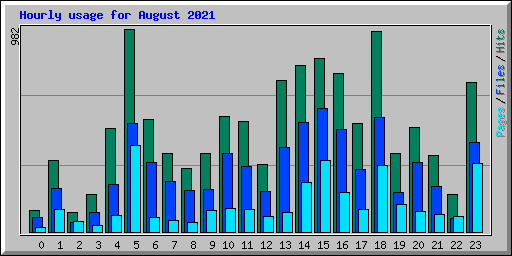 Hourly usage for August 2021
982
Pages / Files / Hits
0 1 2 3 4 5 6 7 8 9 10 11 12 13 14 15 16 17 18 19 20 21 22 23